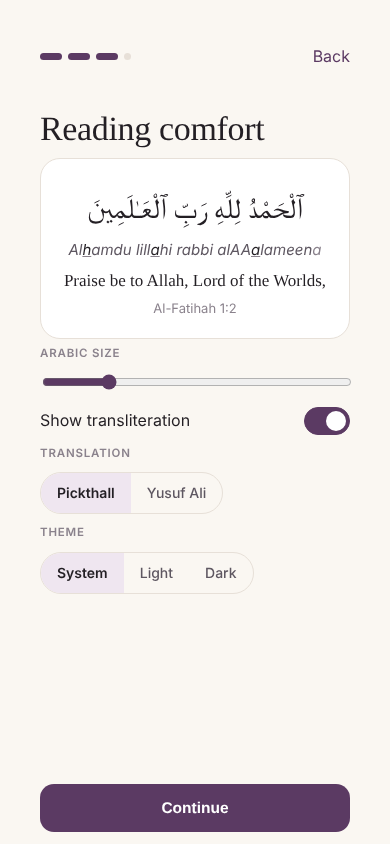 Back
Reading comfort
ٱلْحَمْدُ لِلَّهِ رَبِّ ٱلْعَـٰلَمِينَ
Alhamdu lillahi rabbi alAAalameena
Praise be to Allah, Lord of the Worlds,
Al-Fatihah 1:2
ARABIC SIZE
Show transliteration
TRANSLATION
Pickthall Yusuf Ali
THEME
System Light Dark
Continue